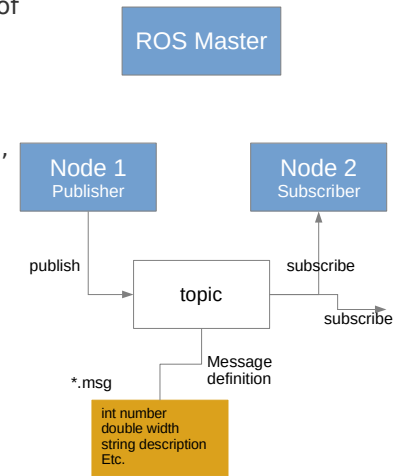 of
ROS Master
,
Node 1
Publisher
Node 2
Subscriber
publish
subscribe
topic
subscribe
Message
definition
*.msg
int number
double width
string description
Etc.